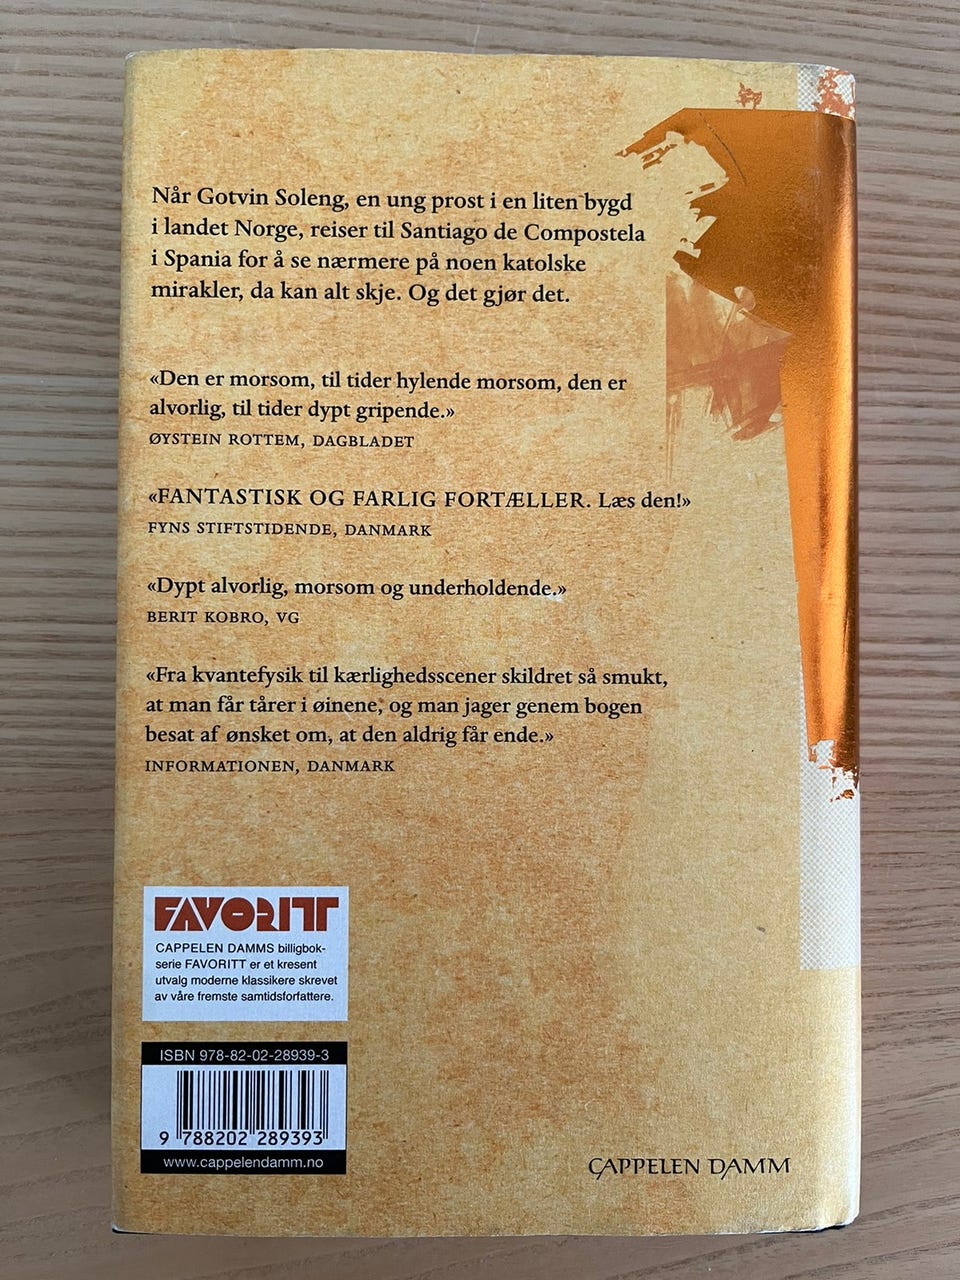 Når Gotvin Soleng, en ung prost i en liten bygd
i landet Norge, reiser til Santiago de Compostela
i Spania for å se nærmere på noen katolske
mirakler, da kan alt skje. Og det gjør det.
«Den er morsom, til tider hylende morsom, den er
alvorlig, til tider dypt gripende.»
ØYSTEIN ROTTEM, DAGBLADET
«FANTASTISK OG FARLIG FORTÆLLER. Læs den!»
FYNS STIFTSTIDENDE, DANMARK
«Dypt alvorlig, morsom og underholdende.»
BERIT KOBRO, VG
«Fra kvantefysik til kærlighedsscener skildret så smukt,
at man får tårer i øinene, og man jager genem bogen
besat af ønsket om, at den aldrig får ende.»
INFORMATIONEN, DANMARK
FAVORITT
CAPPELEN DAMMS billigbok-
serie FAVORITT er et kresent
utvalg moderne klassikere skrevet
av våre fremste samtidsforfattere.
ISBN 978-82-02-28939-3
9 788202 289393
www.cappelendamm.no
CAPPELEN DAMM